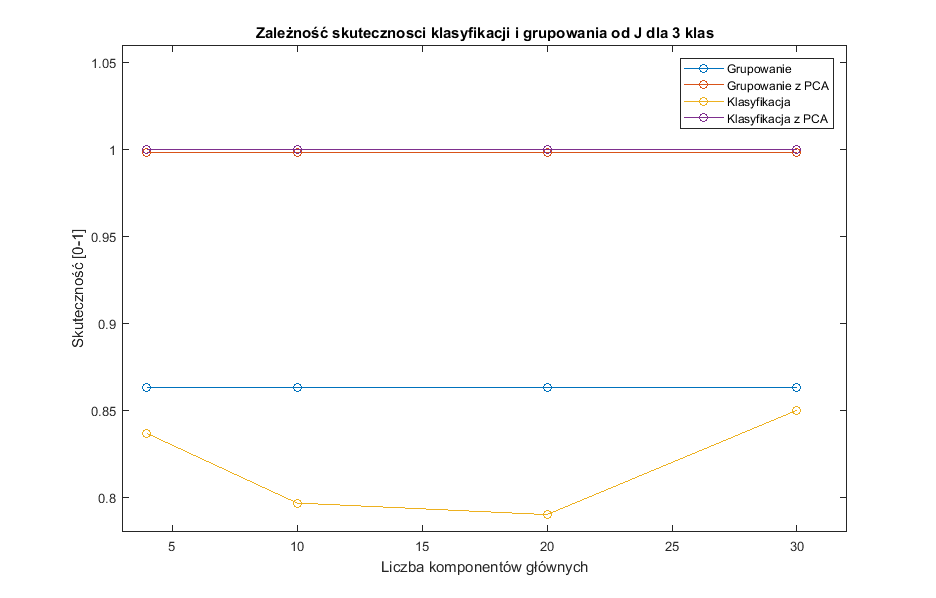 Zależność skutecznosci klasyfikacji i grupowania od J dla 3 klas
Grupowanie
Grupowanie z PCA
Klasyfikacja
Klasyfikacja z PCA
1.05
1
0.95
0.9
0.85
0.8
Skuteczność [0-1]
5 10 15 20 25 30
Liczba komponentów głównych